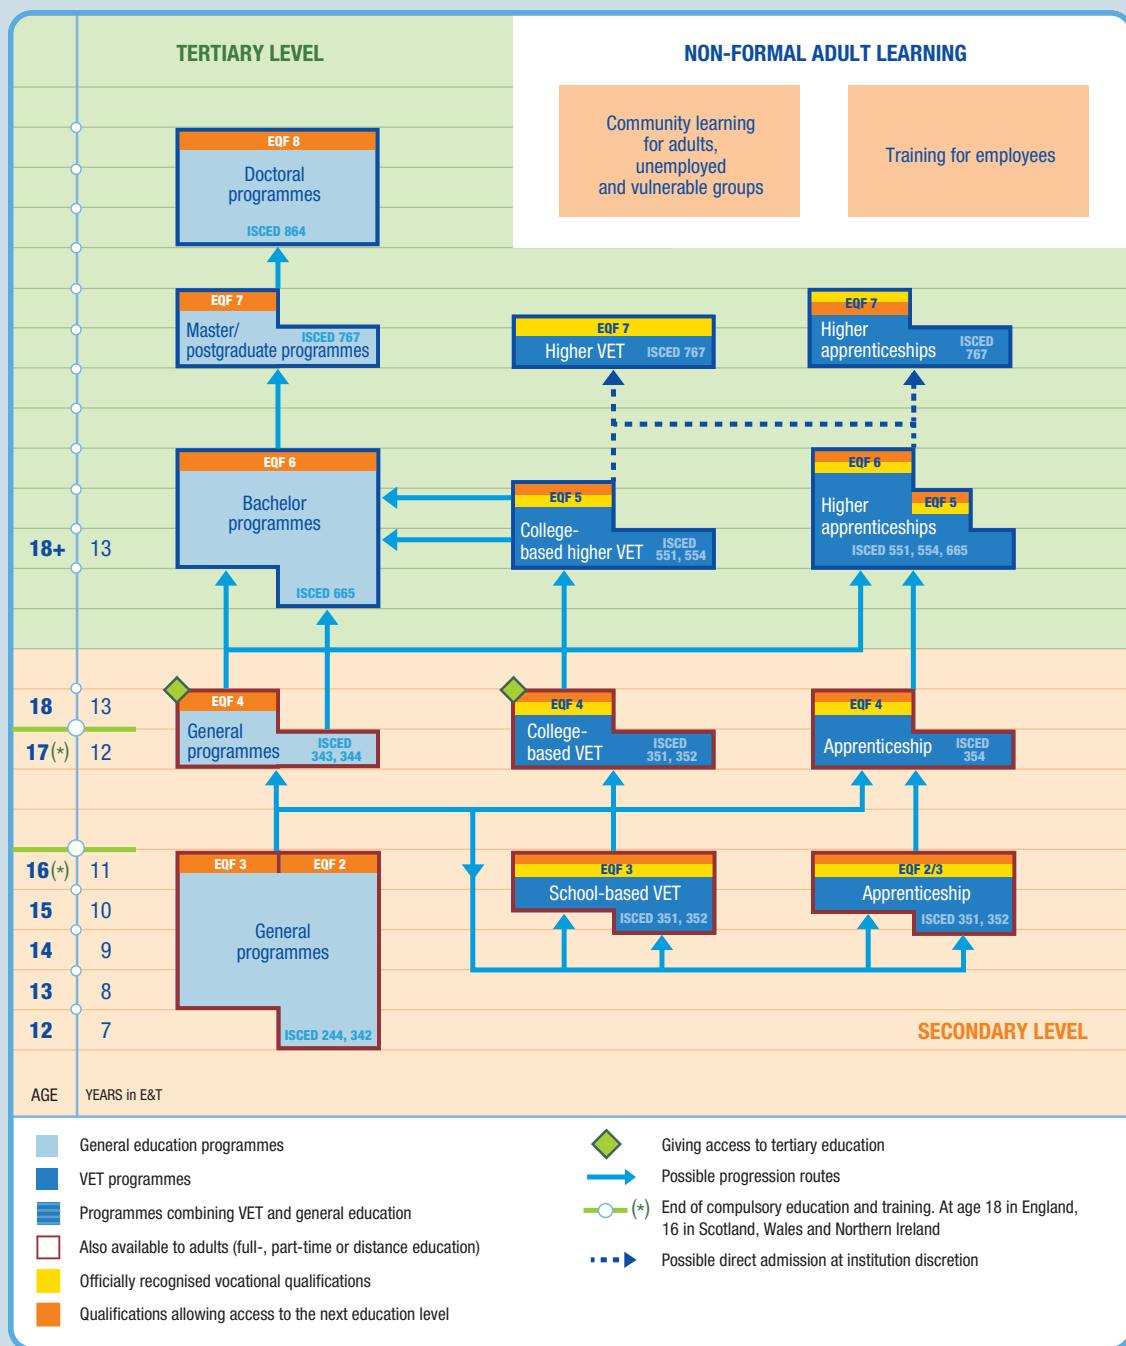 TERTIARY LEVEL
NON-FORMAL ADULT LEARNING
Community learning
for adults,
unemployed
and vulnerable groups
Training for employees
EQF 8
Doctoral
programmes
ISCED 864
EQF 7
Master/
postgraduate programmes
ISCED 767
EQF 7
Higher VET
ISCED 767
EQF 7
Higher
apprenticeships
ISCED
767
EQF 6
Bachelor
programmes
ISCED 665
EQF 5
College-
based higher VET
ISCED
551, 554
EQF 6
Higher
apprenticeships
EQF 5
ISCED 551, 554, 665
18+ 13
18 13
EQF 4
General
programmes
ISCED
343, 344
EQF 4
College-
based VET
ISCED
351, 352
EQF 4
Apprenticeship
ISCED
354
17 (*) 12
16 (*) 11
EQF 3
EQF 2
General
programmes
ISCED 244, 342
EQF 3
School-based VET
ISCED 351, 352
EQF 2/3
Apprenticeship
ISCED 351, 352
15 10
14 9
13 8
12 7
SECONDARY LEVEL
AGE
YEARS in E&T
General education programmes
VET programmes
Programmes combining VET and general education
Also available to adults (full-, part-time or distance education)
Officially recognised vocational qualifications
Qualifications allowing access to the next education level
Giving access to tertiary education
Possible progression routes
(*) End of compulsory education and training. At age 18 in England,
16 in Scotland, Wales and Northern Ireland
Possible direct admission at institution discretion